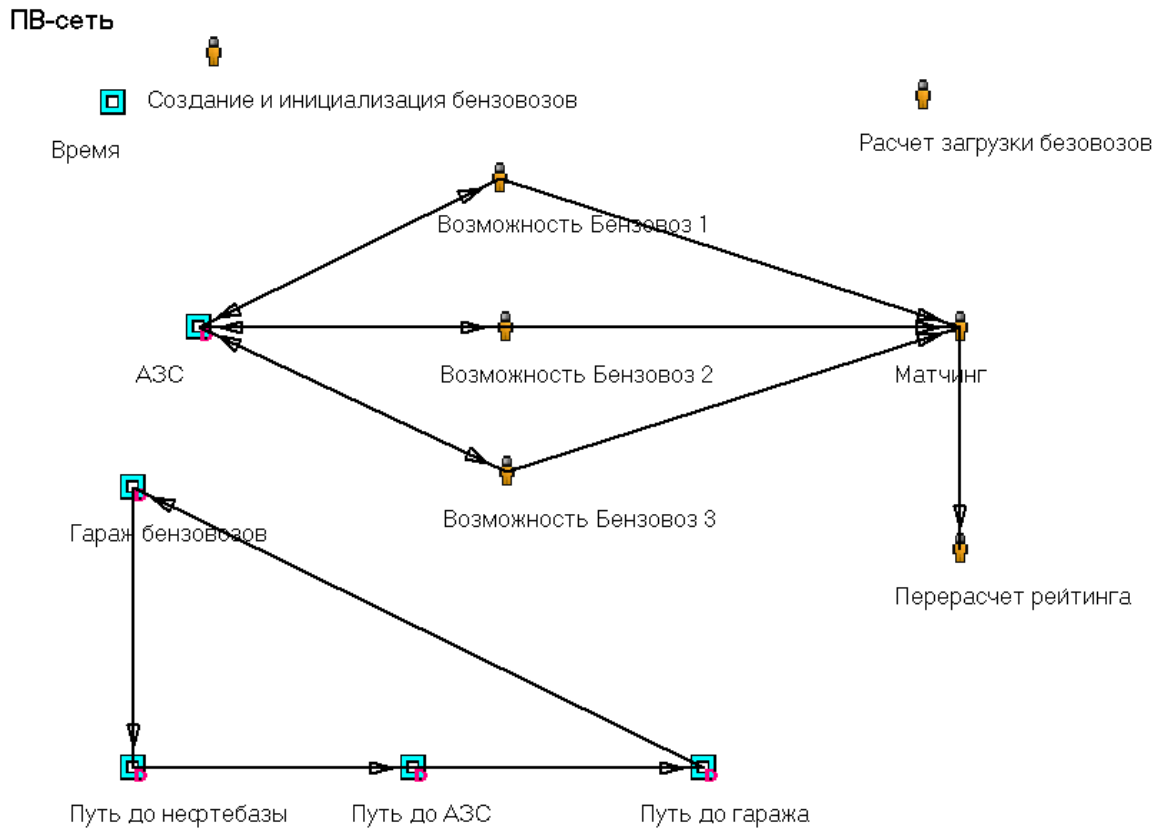 ПВ-сеть
Создание и инициализация бензовозов
Время
Расчет загрузки безовозов
Возможность Бензовоз 1
АЗС
Возможность Бензовоз 2
Матчинг
Возможность Бензовоз 3
Гараж бензовозов
Перерасчет рейтинга
Путь до нефтебазы
Путь до АЗС
Путь до гаража